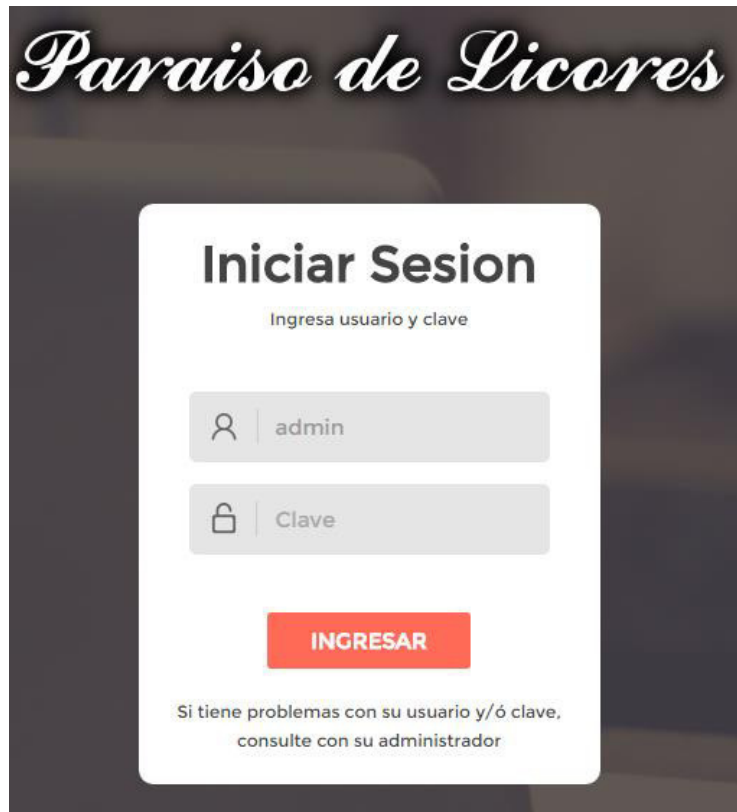 Paraiso de Licores
Iniciar Sesion
Ingresa usuario y clave
admin
Clave
INGRESAR
Si tiene problemas con su usuario y/ó clave,
consulte con su administrador